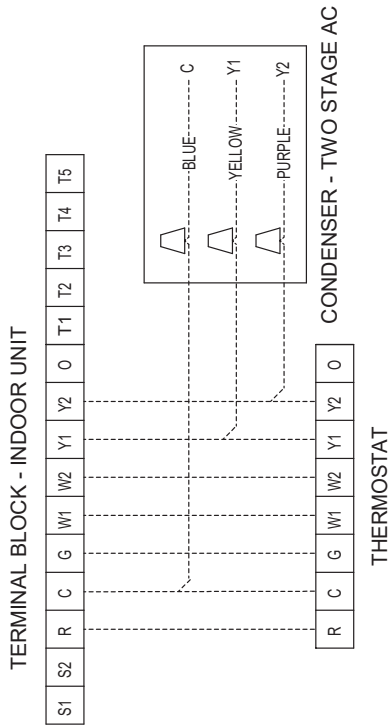 TERMINAL BLOCK - INDOOR UNIT
S1 S2 R C G W1 W2 Y1 Y2 O T1 T2 T3 T4 T5
BLUE C
YELLOW Y1
PURPLE Y2
CONDENSER - TWO STAGE AC
R C G W1 W2 Y1 Y2 O
THERMOSTAT